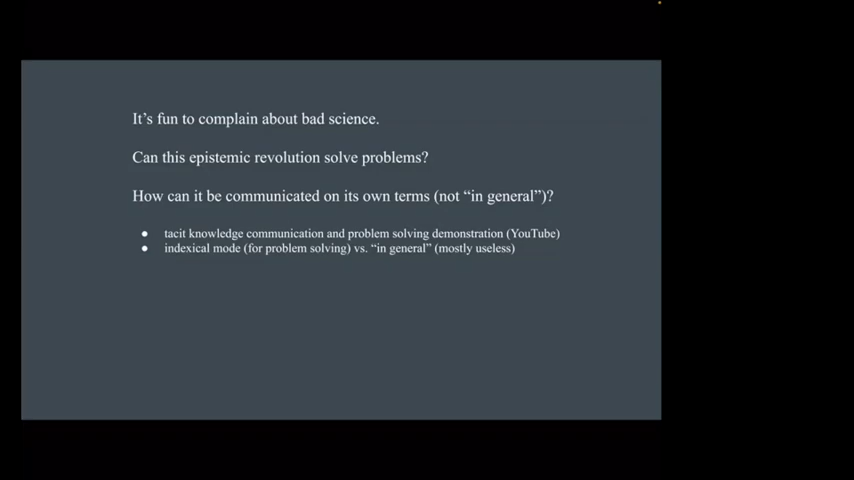 It’s fun to complain about bad science.
Can this epistemic revolution solve problems?
How can it be communicated on its own terms (not “in general”)?
● tacit knowledge communication and problem solving demonstration (YouTube)
● indexical mode (for problem solving) vs. “in general” (mostly useless)